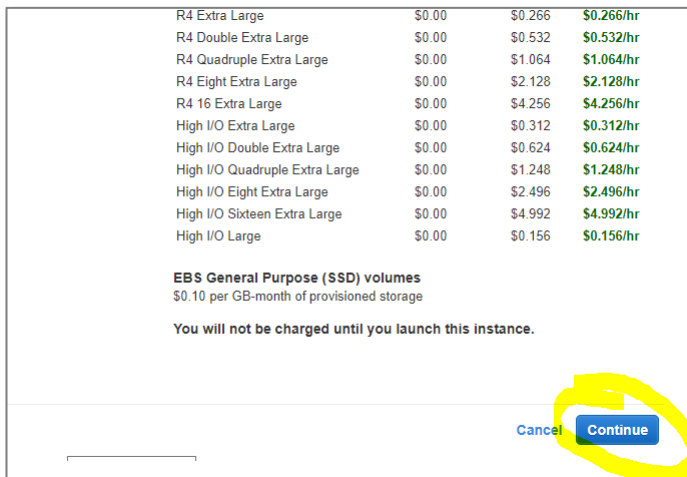 R4 Extra Large $0.00 $0.266 $0.266/hr
R4 Double Extra Large $0.00 $0.532 $0.532/hr
R4 Quadruple Extra Large $0.00 $1.064 $1.064/hr
R4 Eight Extra Large $0.00 $2.128 $2.128/hr
R4 16 Extra Large $0.00 $4.256 $4.256/hr
High I/O Extra Large $0.00 $0.312 $0.312/hr
High I/O Double Extra Large $0.00 $0.624 $0.624/hr
High I/O Quadruple Extra Large $0.00 $1.248 $1.248/hr
High I/O Eight Extra Large $0.00 $2.496 $2.496/hr
High I/O Sixteen Extra Large $0.00 $4.992 $4.992/hr
High I/O Large $0.00 $0.156 $0.156/hr
EBS General Purpose (SSD) volumes
$0.10 per GB-month of provisioned storage
You will not be charged until you launch this instance.
Cancel Continue